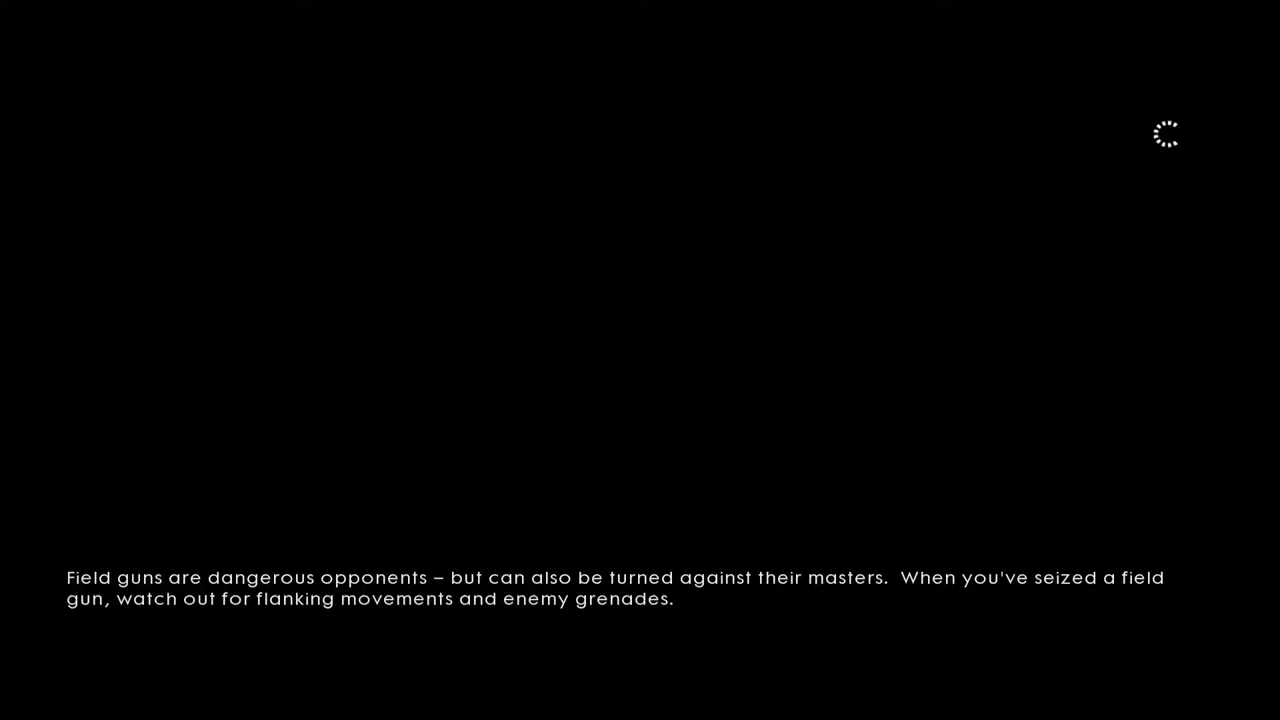 Field guns are dangerous opponents – but can also be turned against their masters.  When you've seized a field
gun, watch out for flanking movements and enemy grenades.